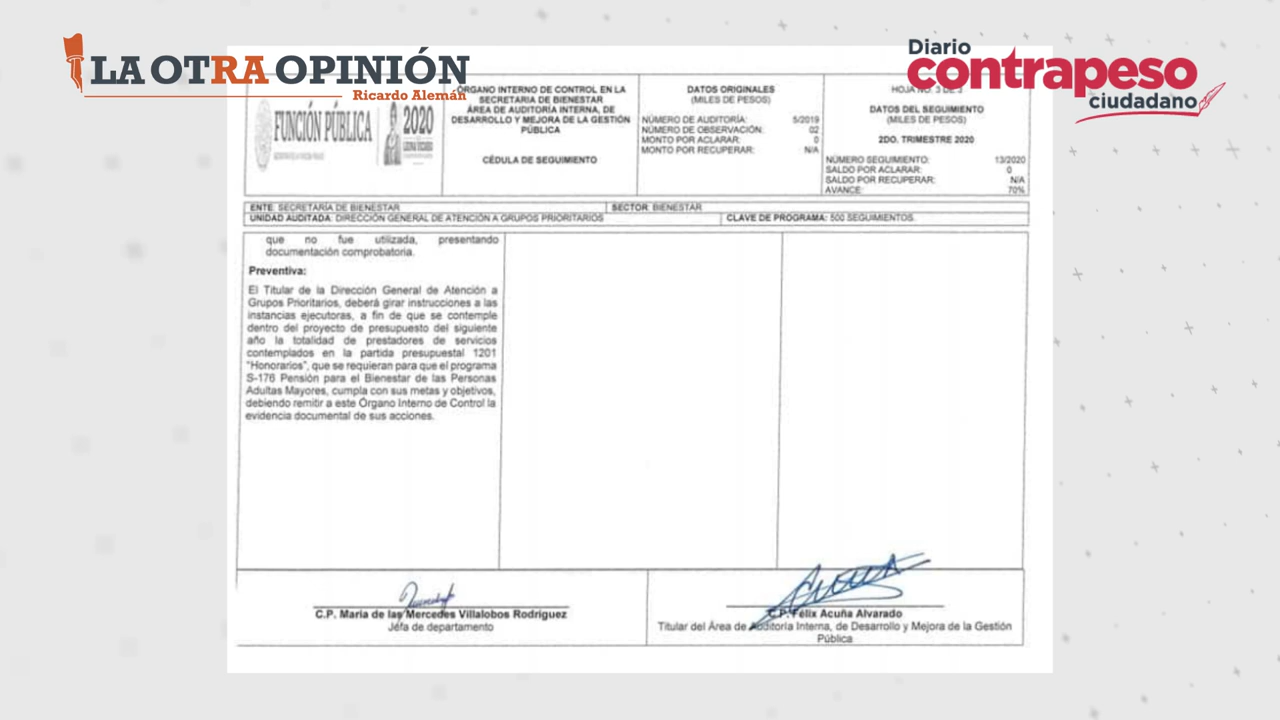 LA OTRA OPINIÓN
Ricardo Alemán
Diario
contrapeso
ciudadano
FUNCIÓN PÚBLICA
2020
LEONA VICARIO
ÓRGANO INTERNO DE CONTROL EN LA
SECRETARIA DE BIENESTAR
ÁREA DE AUDITORÍA INTERNA, DE
DESARROLLO Y MEJORA DE LA GESTIÓN
PÚBLICA
CÉDULA DE SEGUIMIENTO
DATOS ORIGINALES
(MILES DE PESOS)
NÚMERO DE AUDITORÍA: 5/2019
NÚMERO DE OBSERVACIÓN: 02
MONTO POR ACLARAR: 0
MONTO POR RECUPERAR: N/A
HOJA NO. 3 DE 3
DATOS DEL SEGUIMIENTO
(MILES DE PESOS)
2DO. TRIMESTRE 2020
NÚMERO SEGUIMIENTO: 13/2020
SALDO POR ACLARAR: 0
SALDO POR RECUPERAR: N/A
AVANCE: 70%
ENTE: SECRETARÍA DE BIENESTAR
SECTOR: BIENESTAR
UNIDAD AUDITADA: DIRECCIÓN GENERAL DE ATENCIÓN A GRUPOS PRIORITARIOS
CLAVE DE PROGRAMA: 500 SEGUIMIENTOS.
que no fue utilizada, presentando
documentación comprobatoria.
Preventiva:
El Titular de la Dirección General de Atención a
Grupos Prioritarios, deberá girar instrucciones a las
instancias ejecutoras, a fin de que se contemple
dentro del proyecto de presupuesto del siguiente
año la totalidad de prestadores de servicios
contemplados en la partida presupuestal 1201
"Honorarios", que se requieran para que el programa
S-176 Pensión para el Bienestar de las Personas
Adultas Mayores, cumpla con sus metas y objetivos,
debiendo remitir a este Órgano Interno de Control la
evidencia documental de sus acciones.
C.P. María de las Mercedes Villalobos Rodríguez
Jefa de departamento
C.P. Félix Acuña Alvarado
Titular del Área de Auditoría Interna, de Desarrollo y Mejora de la Gestión
Pública